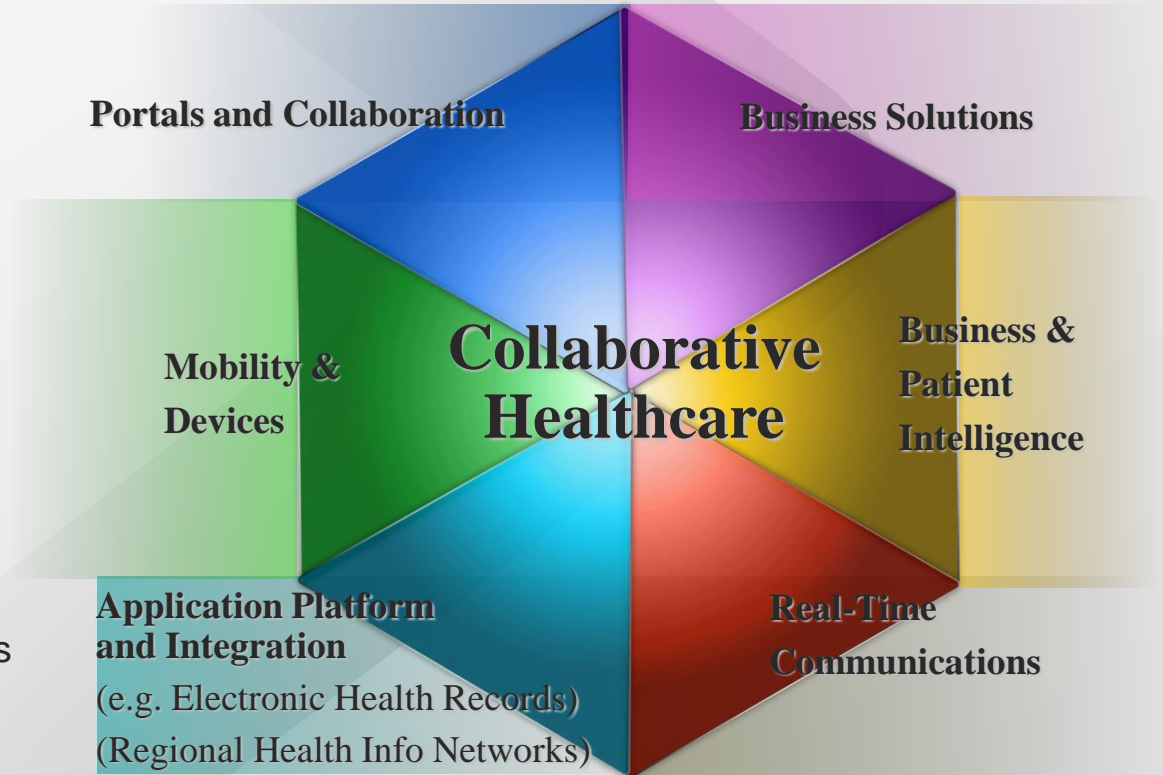 Portals and Collaboration
Business Solutions
Mobility &
Devices
Collaborative
Healthcare
Business &
Patient
Intelligence
Application Platform
and Integration
(e.g. Electronic Health Records)
(Regional Health Info Networks)
Real-Time
Communications
s